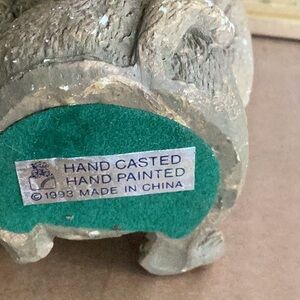 HAND CASTED
HAND PAINTED
© 1993 MADE IN CHINA